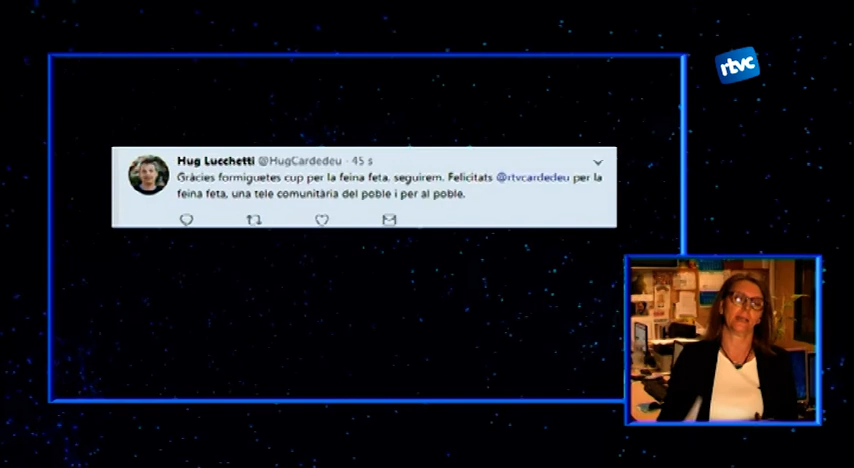 rtvc
Hug Lucchetti @HugCardedeu · 45 s
Gràcies formiguetes cup per la feina feta, seguirem. Felicitats @rtvcardedeu per la
feina feta, una tele comunitària del poble i per al poble.